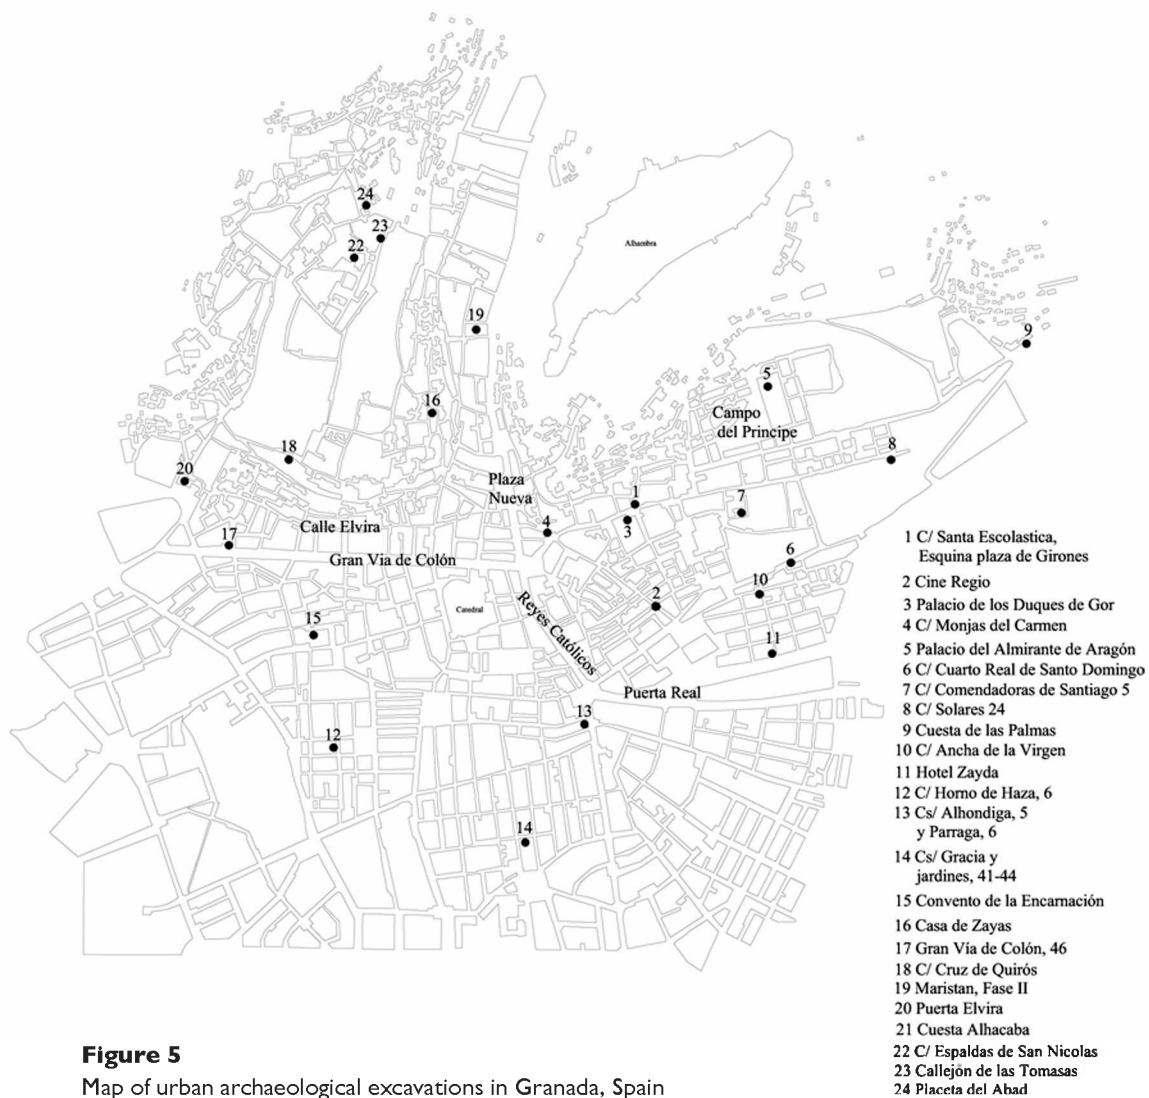 24
23
22
Alhambra
19
9
5
16
Campo
del Principe
18
8
20
Plaza
Nueva
1
7
4
3
Calle Elvira
17
Gran Via de Colón
6
10
2
Catedral
Reyes Católicos
15
11
Puerta Real
13
12
14
1 C/ Santa Escolastica,
Esquina plaza de Girones
2 Cine Regio
3 Palacio de los Duques de Gor
4 C/ Monjas del Carmen
5 Palacio del Almirante de Aragón
6 C/ Cuarto Real de Santo Domingo
7 C/ Comendadoras de Santiago 5
8 C/ Solares 24
9 Cuesta de las Palmas
10 C/ Ancha de la Virgen
11 Hotel Zayda
12 C/ Horno de Haza, 6
13 Cs/ Alhondiga, 5
y Parraga, 6
14 Cs/ Gracia y
jardines, 41-44
15 Convento de la Encarnación
16 Casa de Zayas
17 Gran Vía de Colón, 46
18 C/ Cruz de Quirós
19 Maristan, Fase II
20 Puerta Elvira
21 Cuesta Alhacaba
22 C/ Espaldas de San Nicolas
23 Callejón de las Tomasas
24 Placeta del Abad
Figure 5
Map of urban archaeological excavations in Granada, Spain